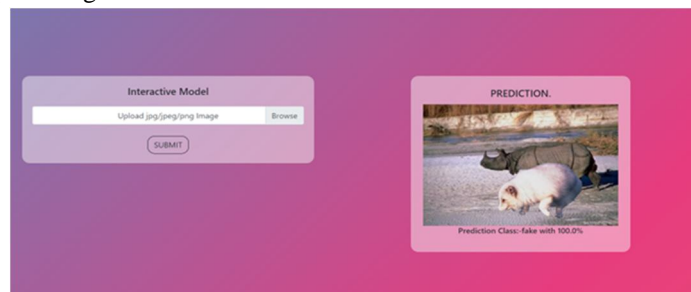 Interactive Model
Upload jpg/jpeg/png Image
Browse
SUBMIT
PREDICTION.
Prediction Class:-fake with 100.0%